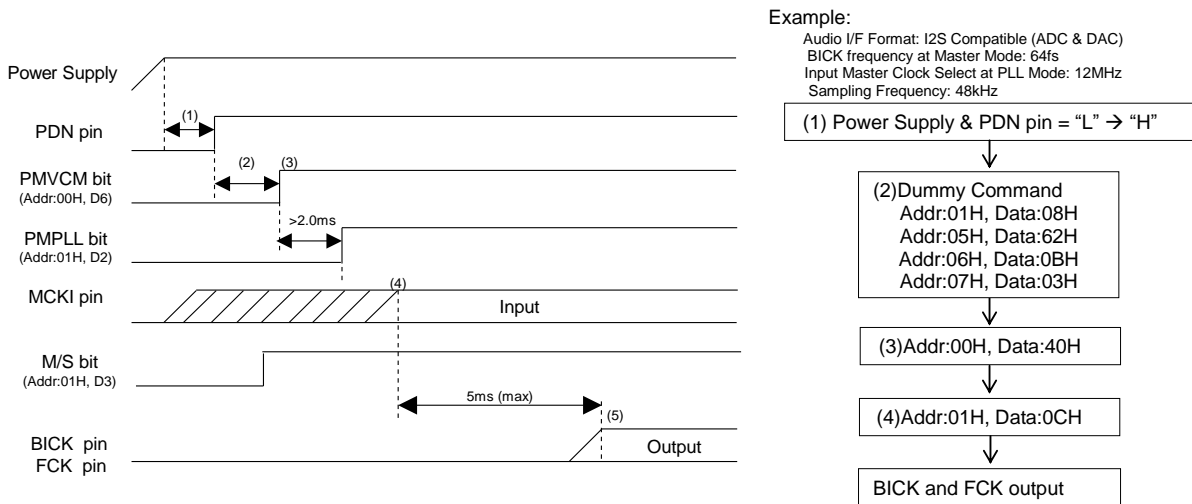 Power Supply
(1)
PDN pin
(2)
(3)
PMVCM bit
(Addr:00H, D6)
>2.0ms
PMPLL bit
(Addr:01H, D2)
(4)
MCKI pin
Input
M/S bit
(Addr:01H, D3)
5ms (max)
(5)
BICK pin
FCK pin
Output
Example:
Audio I/F Format: I2S Compatible (ADC & DAC)
BICK frequency at Master Mode: 64fs
Input Master Clock Select at PLL Mode: 12MHz
Sampling Frequency: 48kHz
(1) Power Supply & PDN pin = “L” → “H”
(2)Dummy Command
Addr:01H, Data:08H
Addr:05H, Data:62H
Addr:06H, Data:0BH
Addr:07H, Data:03H
(3)Addr:00H, Data:40H
(4)Addr:01H, Data:0CH
BICK and FCK output